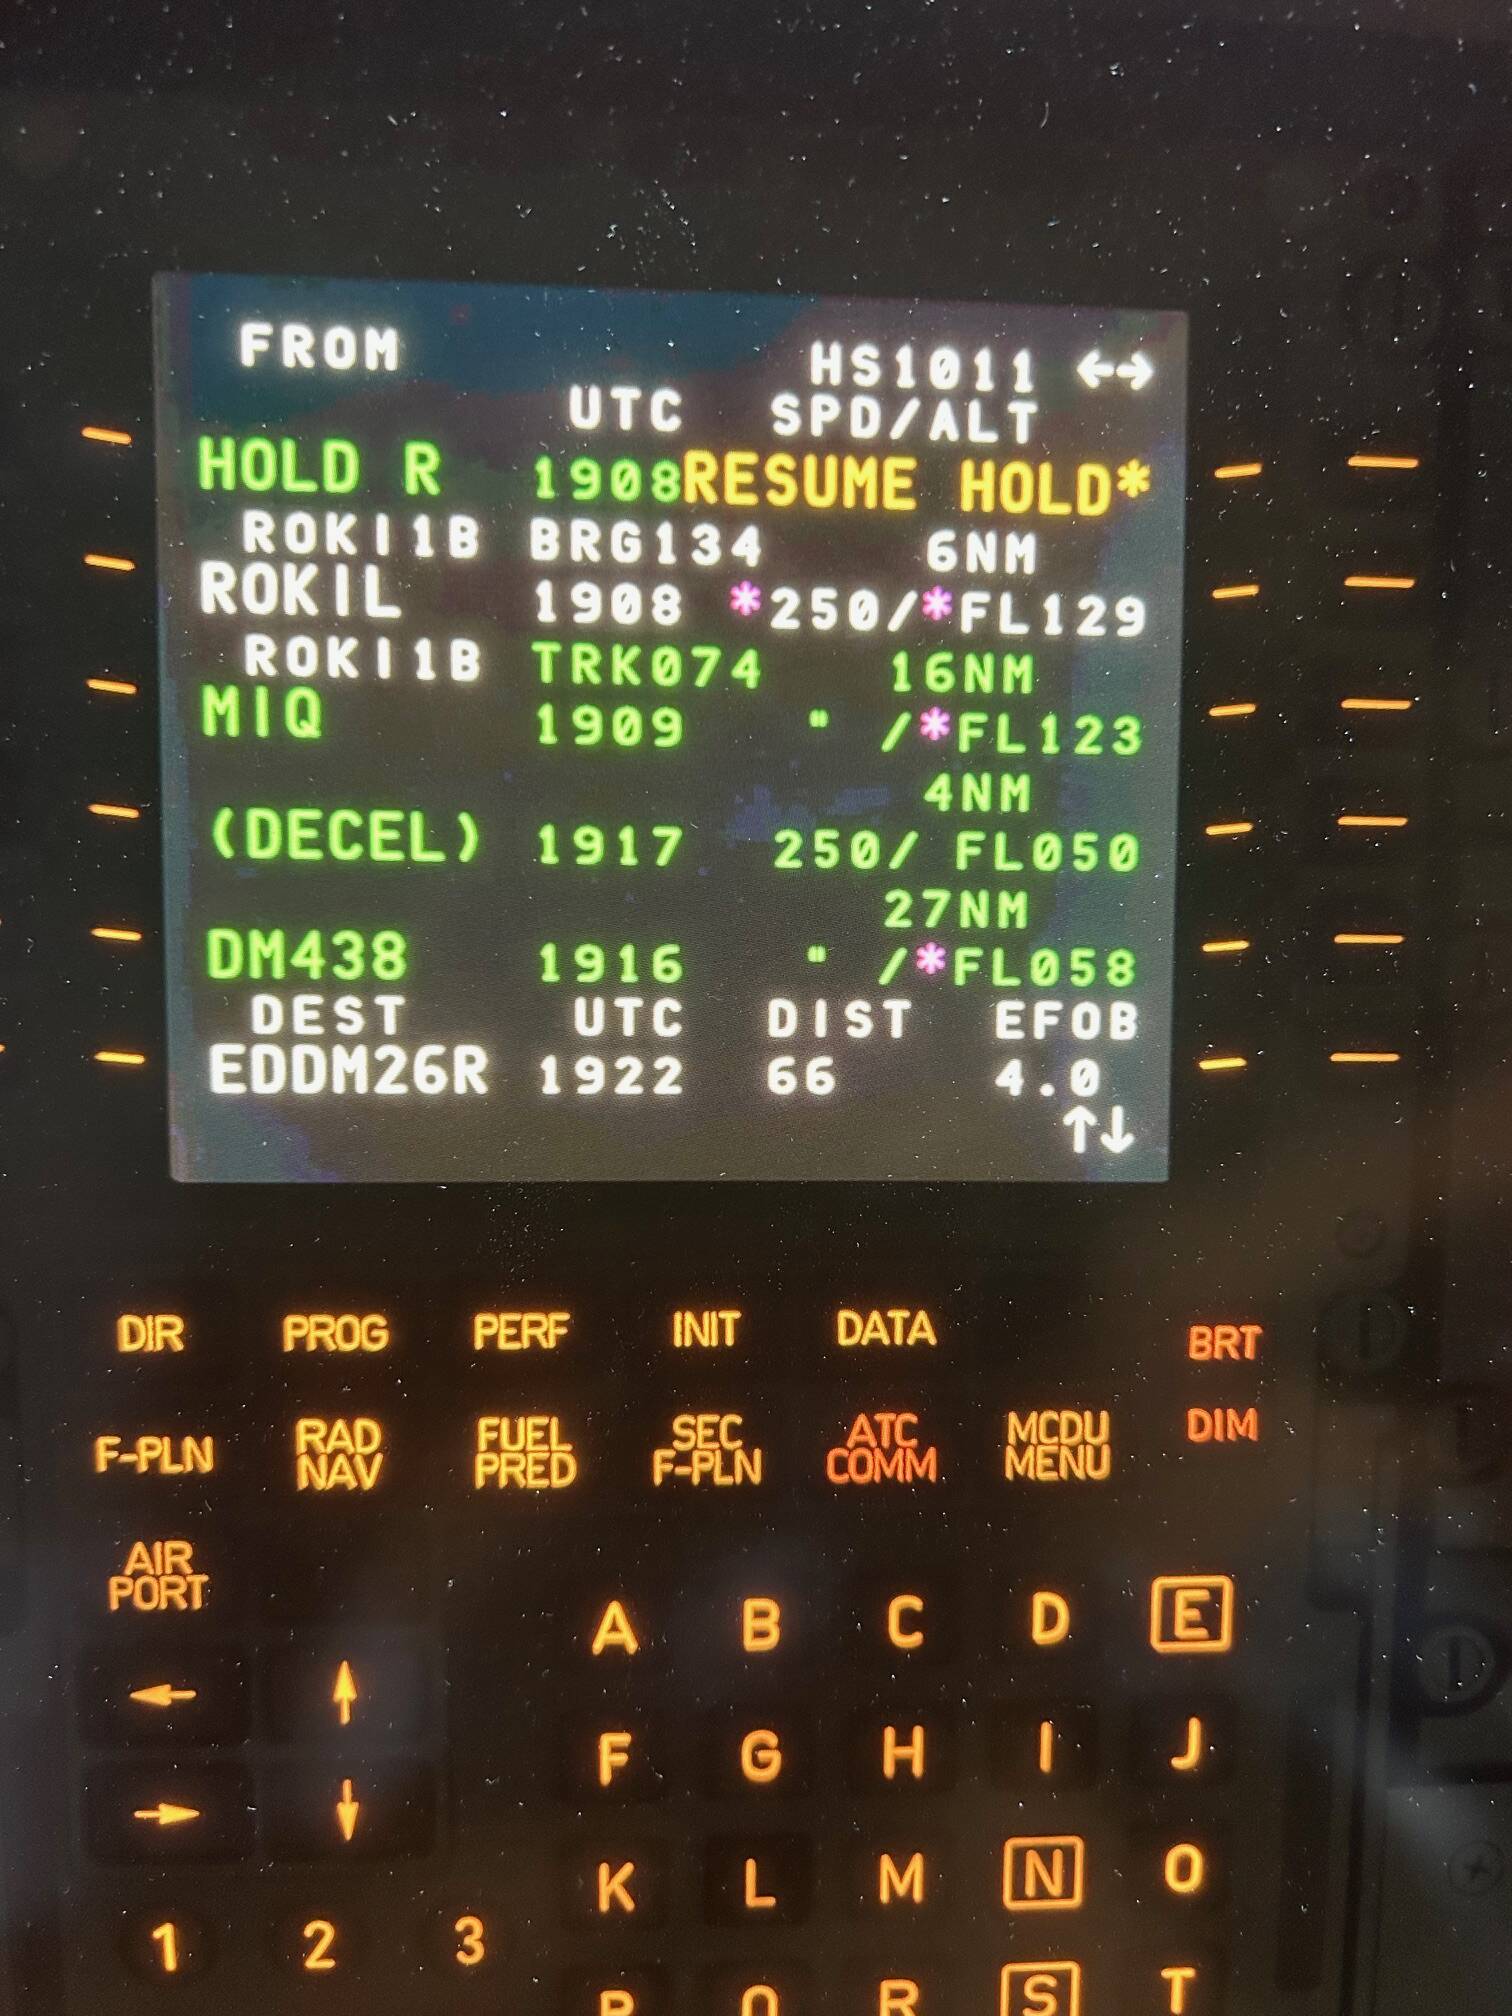 FROM
HS1011 ←→
UTC SPD/ALT
HOLD R 1908RESUME HOLD*
ROKI1B BRG134 6NM
ROKIL 1908 *250/*FL129
ROKI1B TRK074 16NM
MIQ 1909 " /*FL123
4NM
(DECEL) 1917 250/ FL050
27NM
DM438 1916 " /*FL058
DEST UTC DIST EFOB
EDDM26R 1922 66 4.0
↑↓
DIR PROG PERF INIT DATA BRT
F-PLN RAD NAV FUEL PRED SEC F-PLN ATC COMM MCDU MENU DIM
AIR PORT
A B C D E
← ↑
F G H I J
→ ↓
K L M N O
1 2 3
P Q R S T